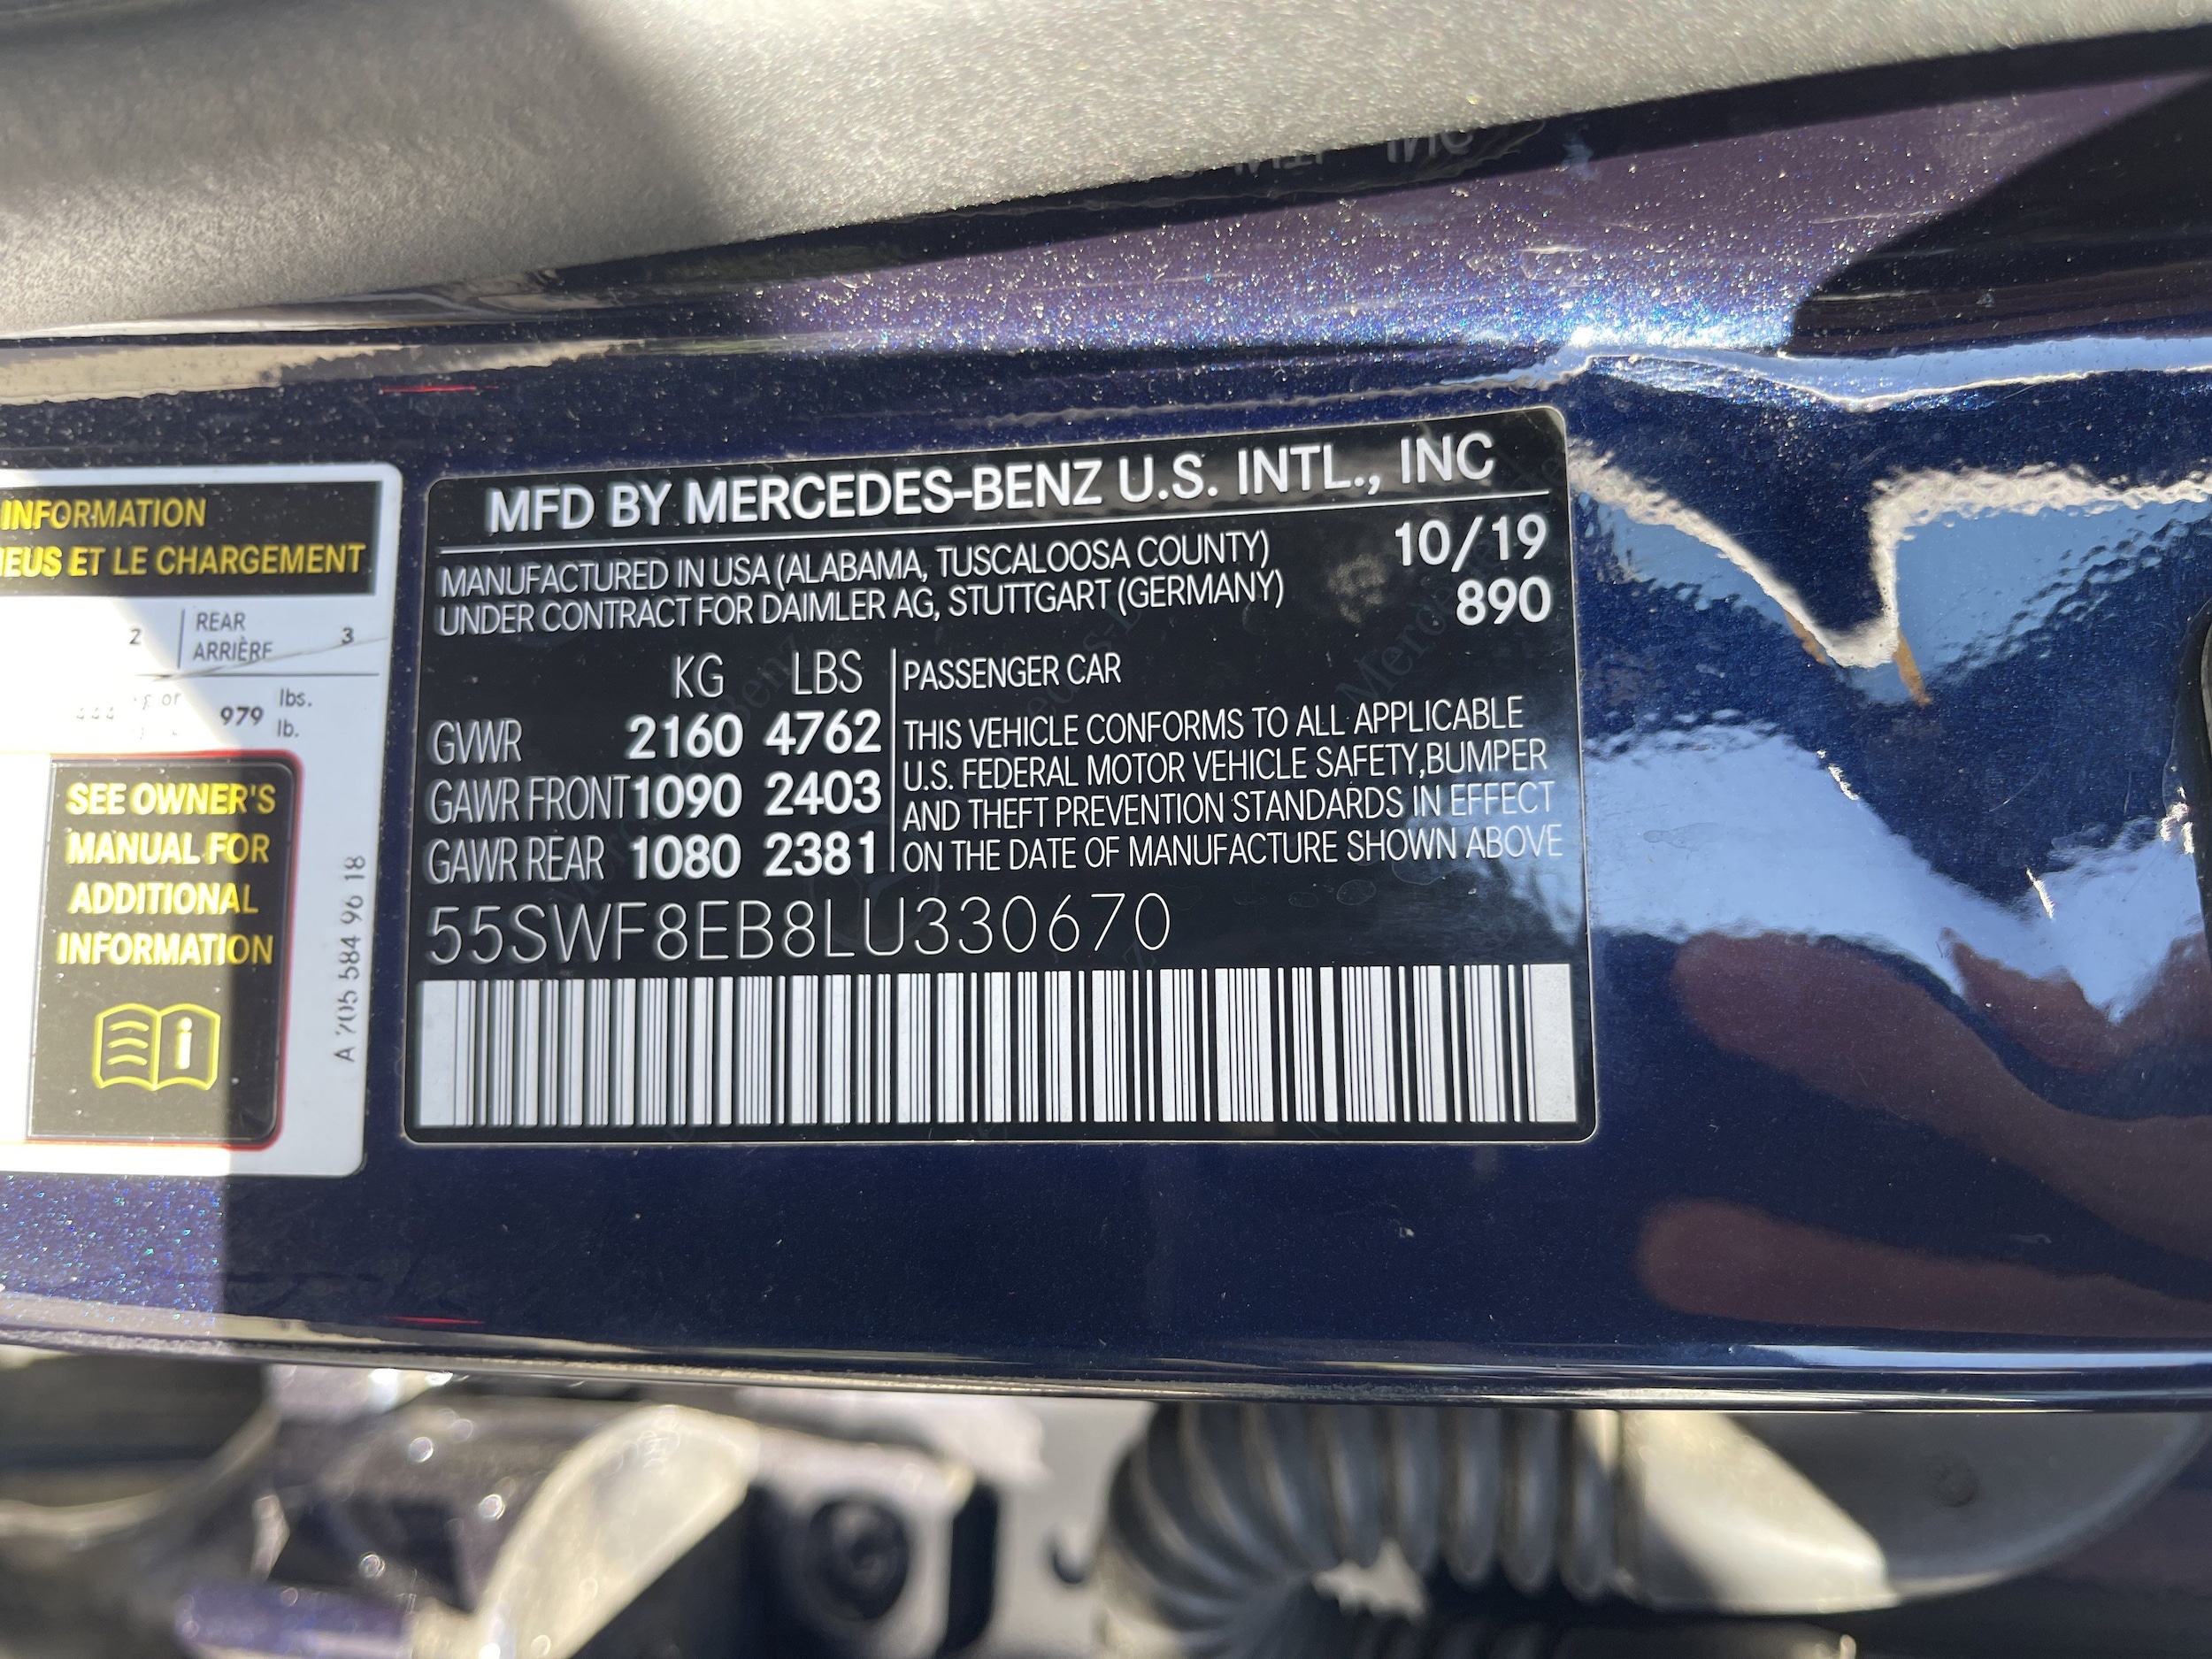 INFORMATION
EUS ET LE CHARGEMENT
2 REAR
ARRIÈRE 3
or 979 lbs.
lb.
SEE OWNER'S
MANUAL FOR
ADDITIONAL
INFORMATION
A 205 584 96 18
MFD BY MERCEDES-BENZ U.S. INTL., INC
MANUFACTURED IN USA (ALABAMA, TUSCALOOSA COUNTY) 10/19
UNDER CONTRACT FOR DAIMLER AG, STUTTGART (GERMANY) 890
KG LBS
GVWR 2160 4762
GAWR FRONT 1090 2403
GAWR REAR 1080 2381
PASSENGER CAR
THIS VEHICLE CONFORMS TO ALL APPLICABLE
U.S. FEDERAL MOTOR VEHICLE SAFETY,BUMPER
AND THEFT PREVENTION STANDARDS IN EFFECT
ON THE DATE OF MANUFACTURE SHOWN ABOVE
55SWF8EB8LU330670